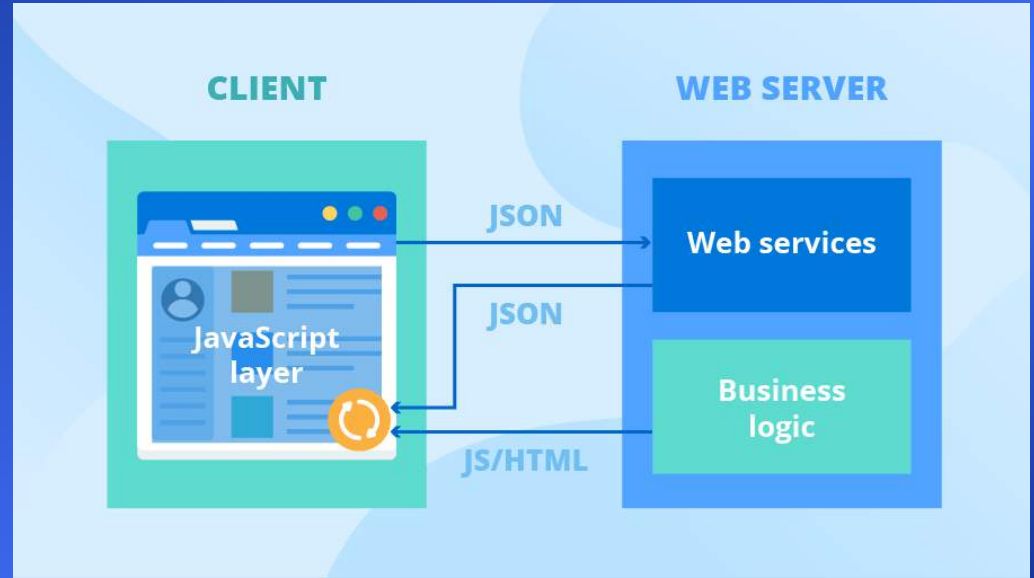 CLIENT
WEB SERVER
JSON
Web services
JSON
JavaScript
layer
Business
logic
JS/HTML